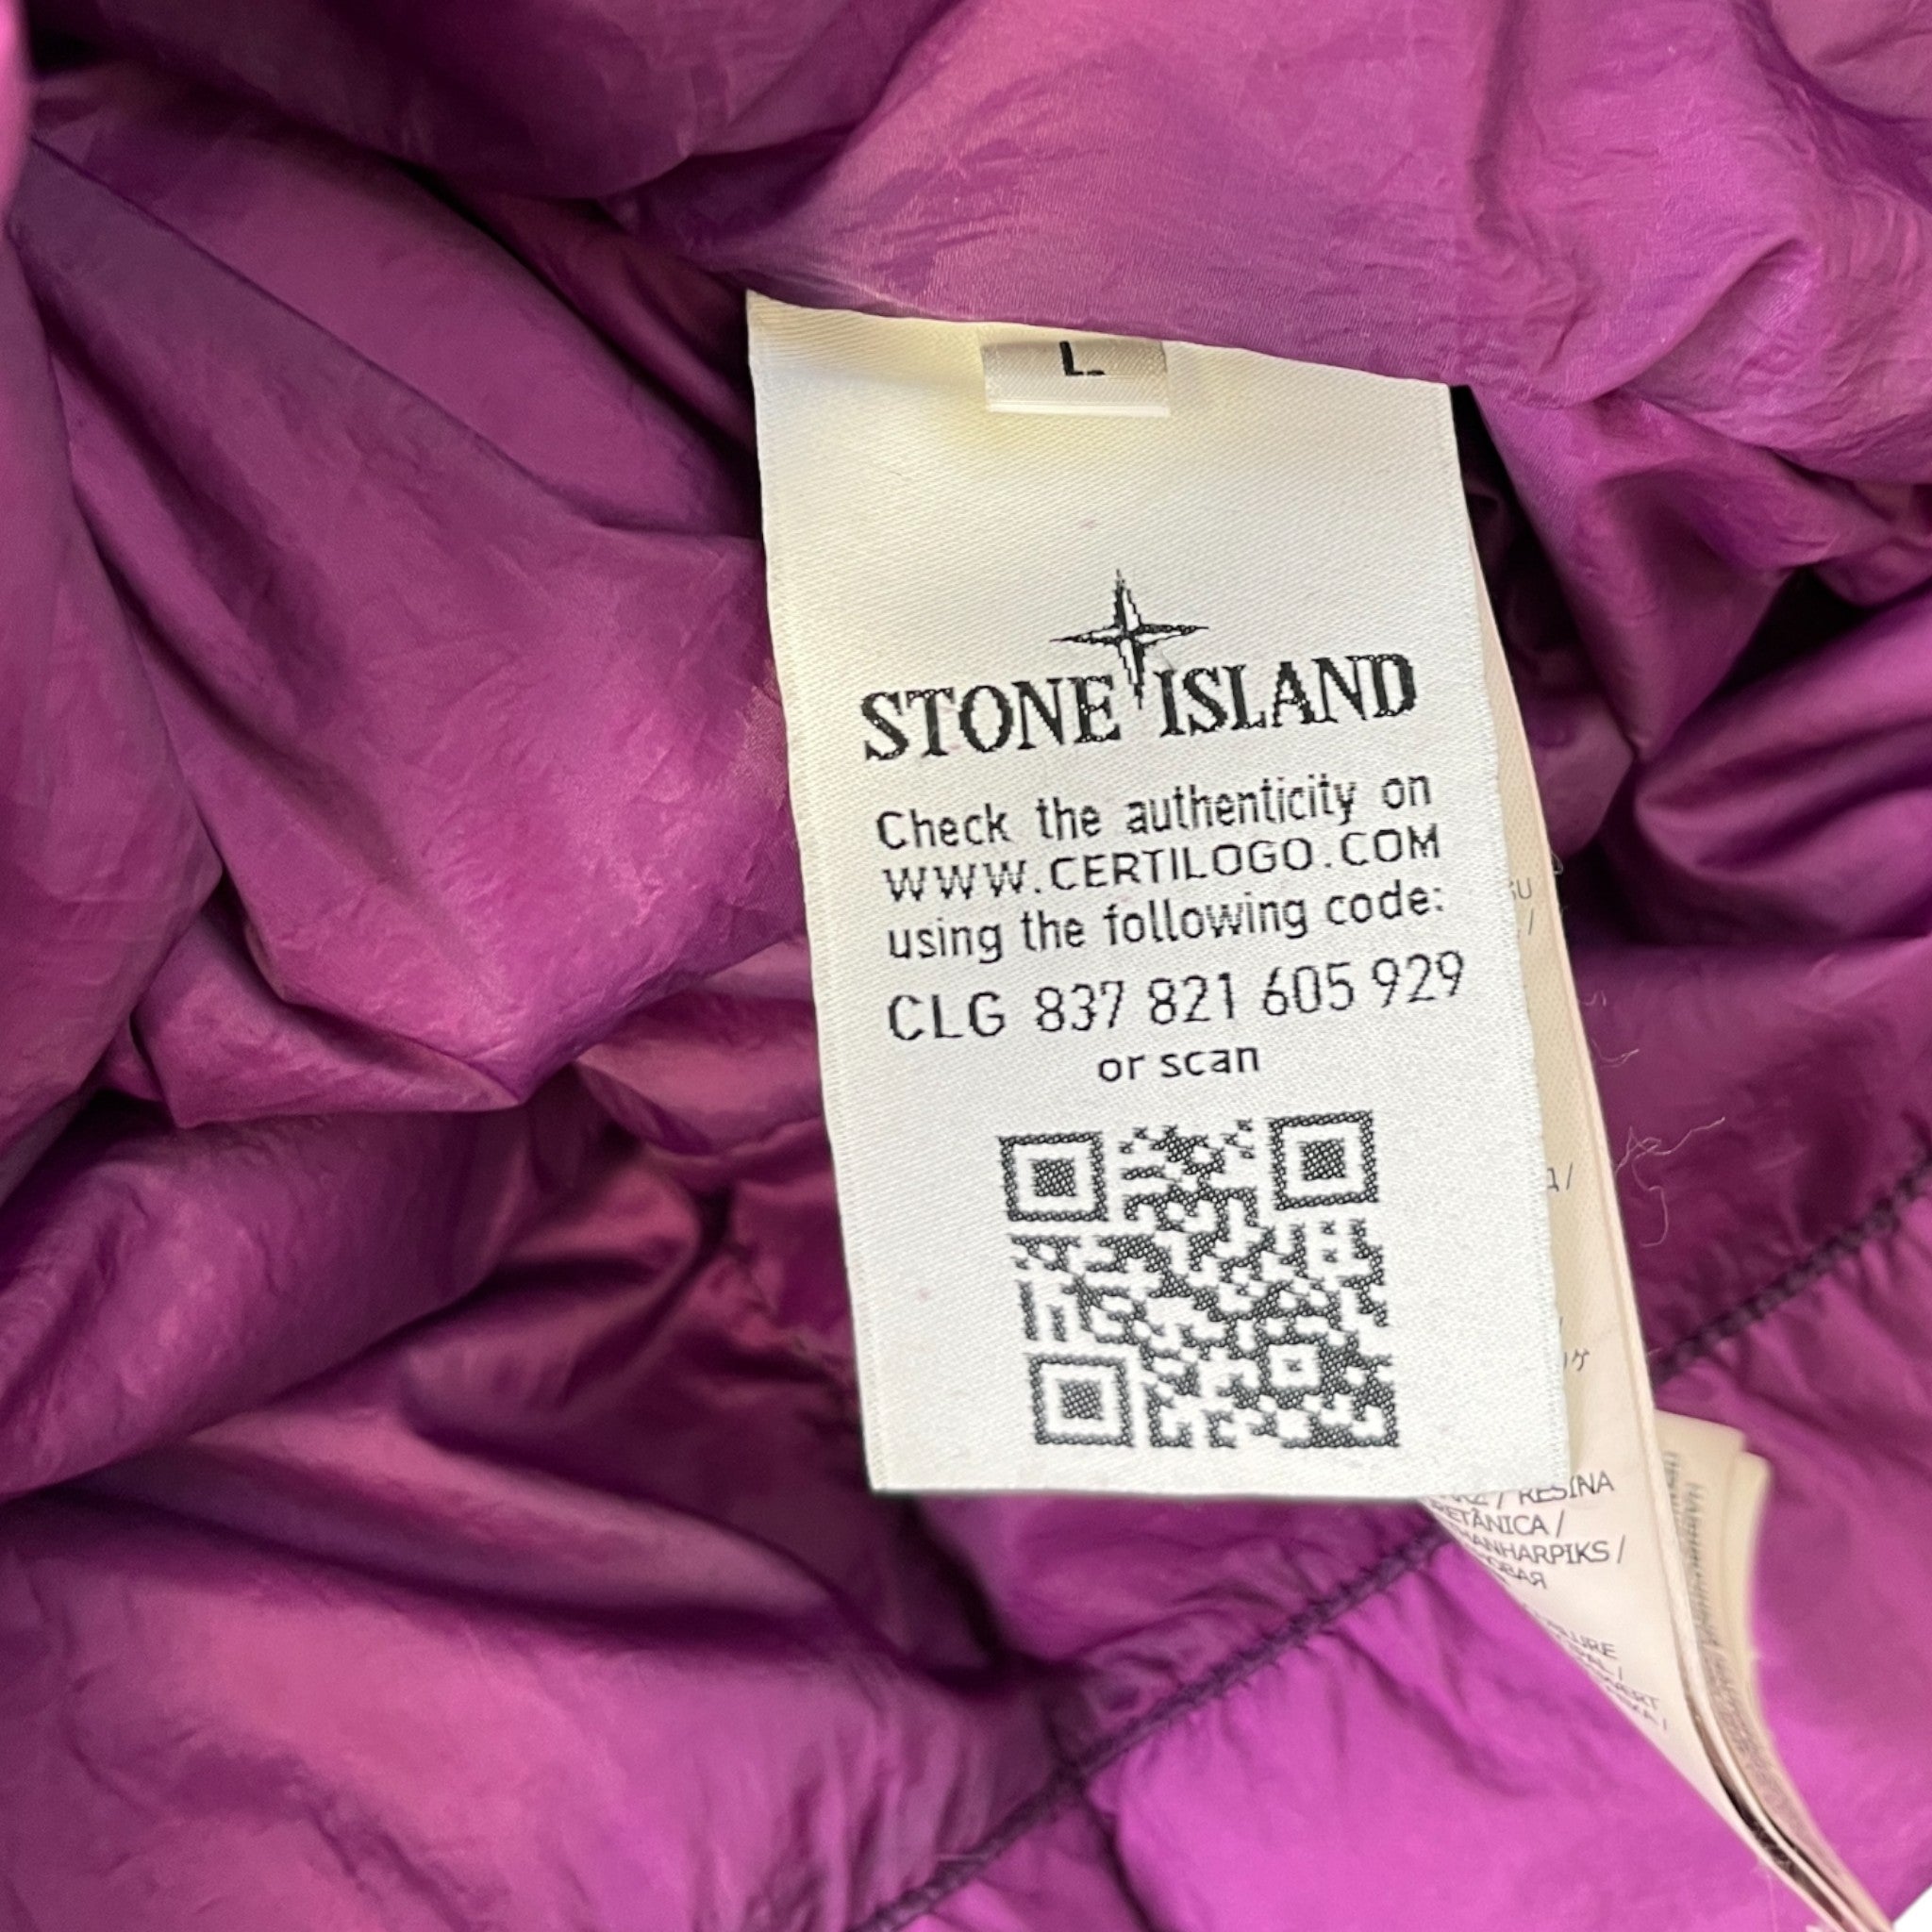 L.
STONE ISLAND
Check the authenticity on
WWW.CERTILOGO.COM
using the following code:
CLG 837 821 605 929
or scan
/ RESINA
/
/